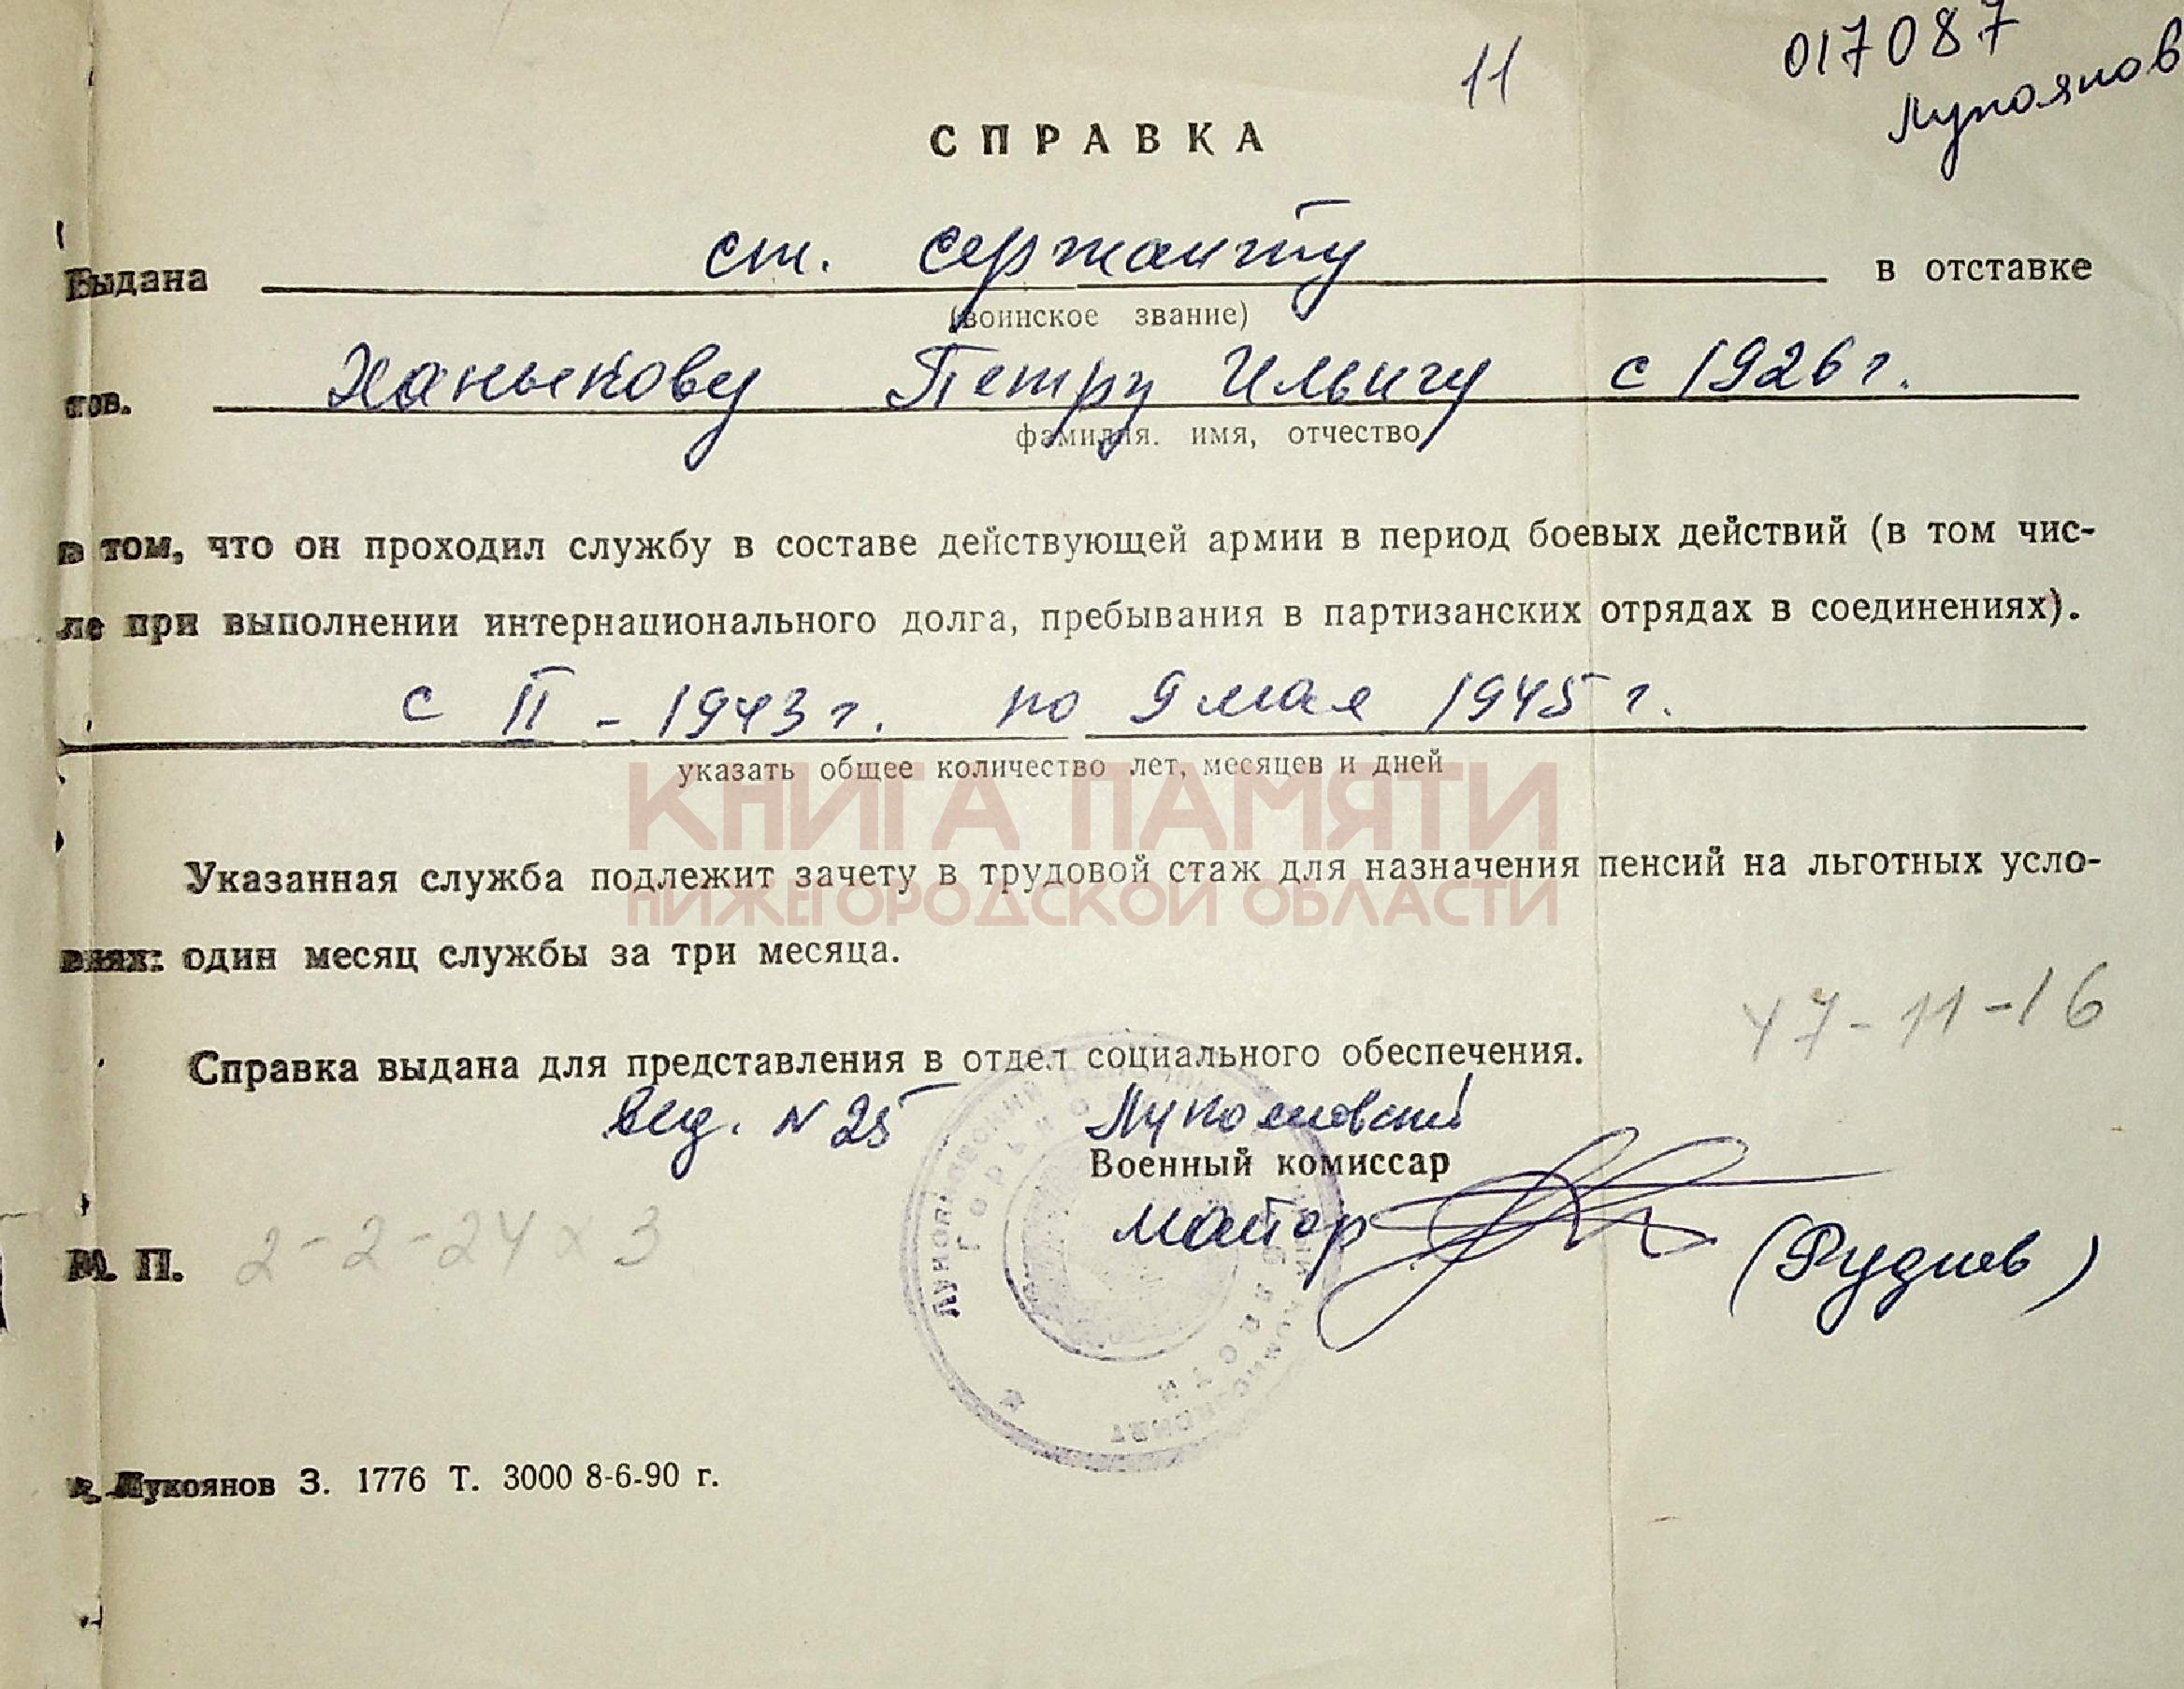 11
017087
Лукоянов
СПРАВКА
Выдана ст. сержанту в отставке
(воинское звание)
тов. Ханыкову Петру Ильичу с 1926 г.
фамилия. имя, отчество
в том, что он проходил службу в составе действующей армии в период боевых действий (в том чис-
ле при выполнении интернационального долга, пребывания в партизанских отрядах в соединениях).
с II - 1943 г. по 9 мая 1945 г.
указать общее количество лет, месяцев и дней
КНИГА ПАМЯТИ
НИЖЕГОРОДСКОЙ ОБЛАСТИ
Указанная служба подлежит зачету в трудовой стаж для назначения пенсий на льготных усло-
виях: один месяц службы за три месяца.
47-11-16
Справка выдана для представления в отдел социального обеспечения.
вед. N 25 Лукояновский
Военный комиссар
майор (Руднев)
М. П. 2-2-24 x 3
г. Лукоянов З. 1776 Т. 3000 8-6-90 г.